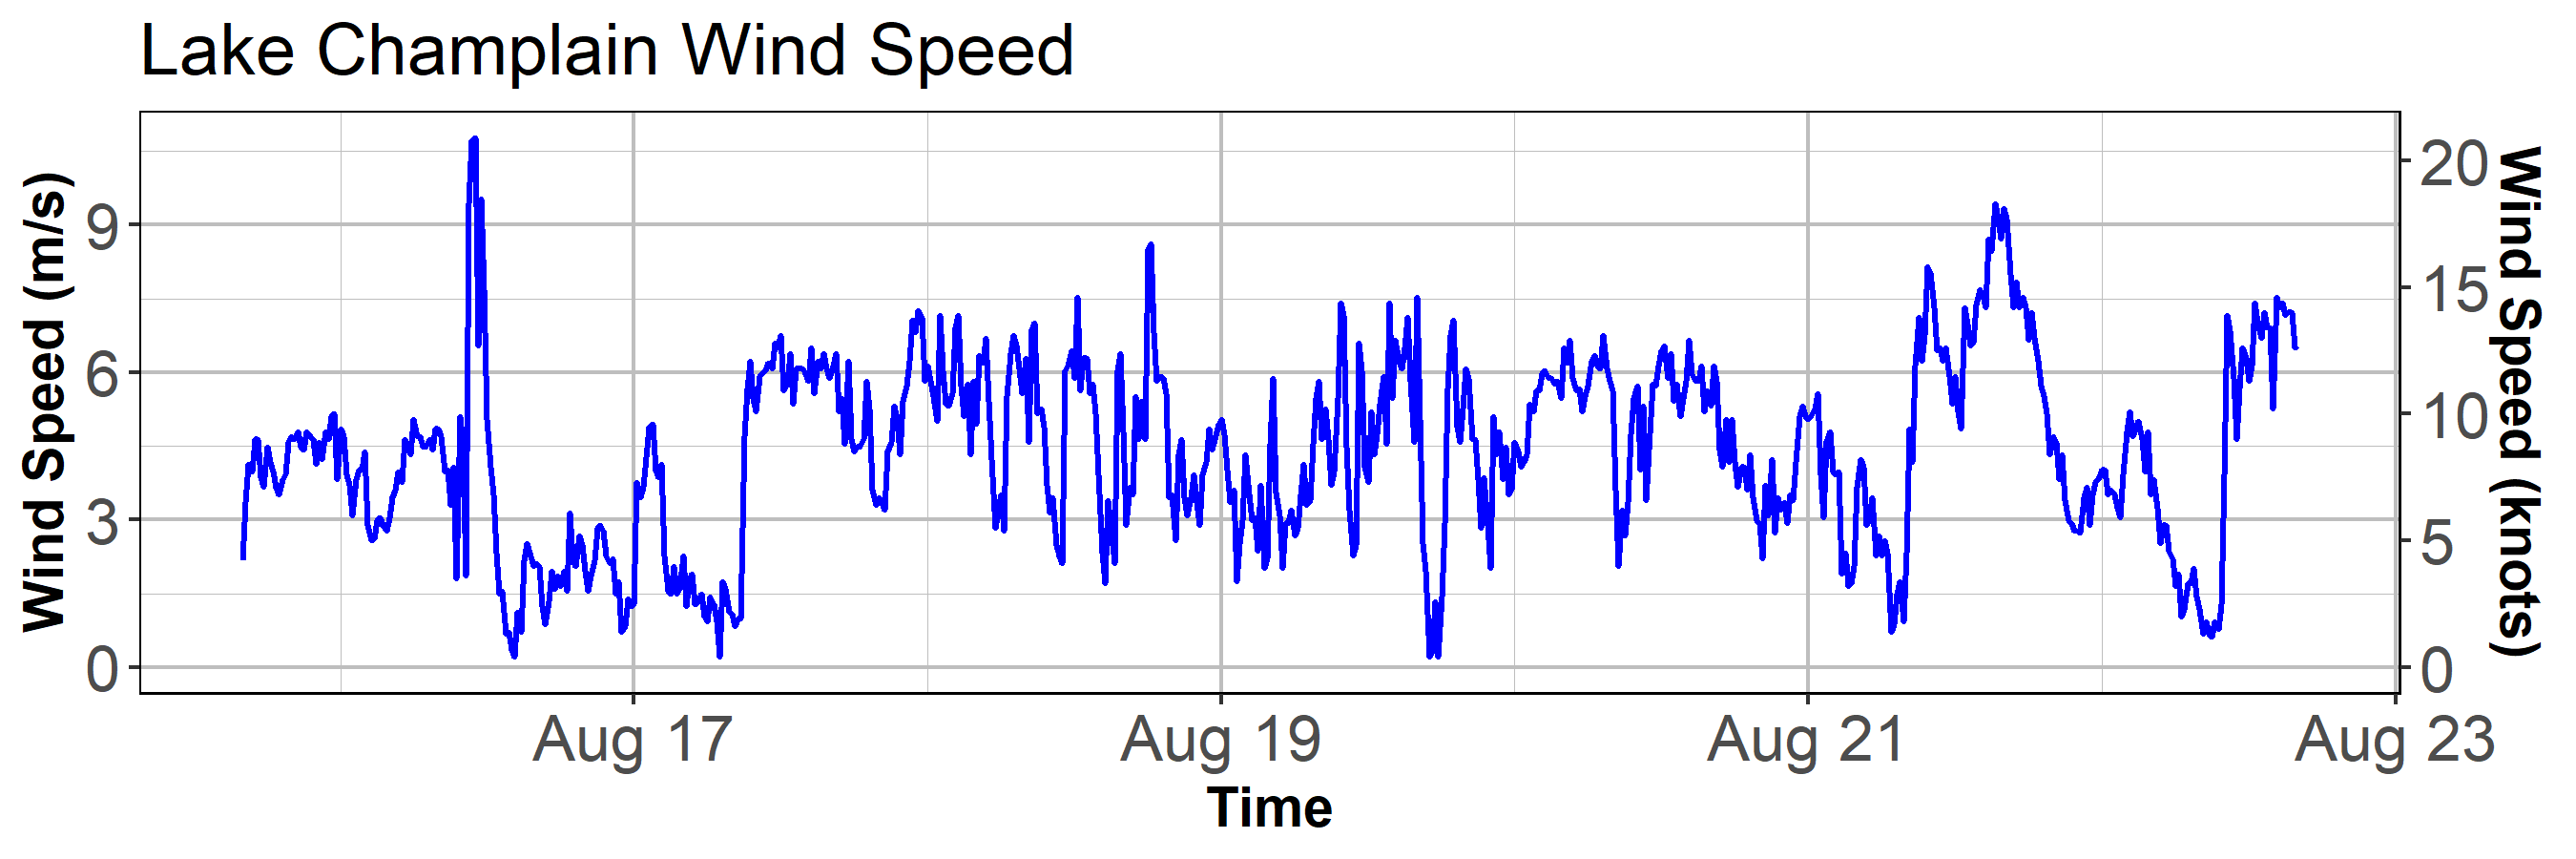 Lake Champlain Wind Speed
Wind Speed (m/s)
9
6
3
0
20
15
10
5
0
Wind Speed (knots)
Aug 17 Aug 19 Aug 21 Aug 23
Time